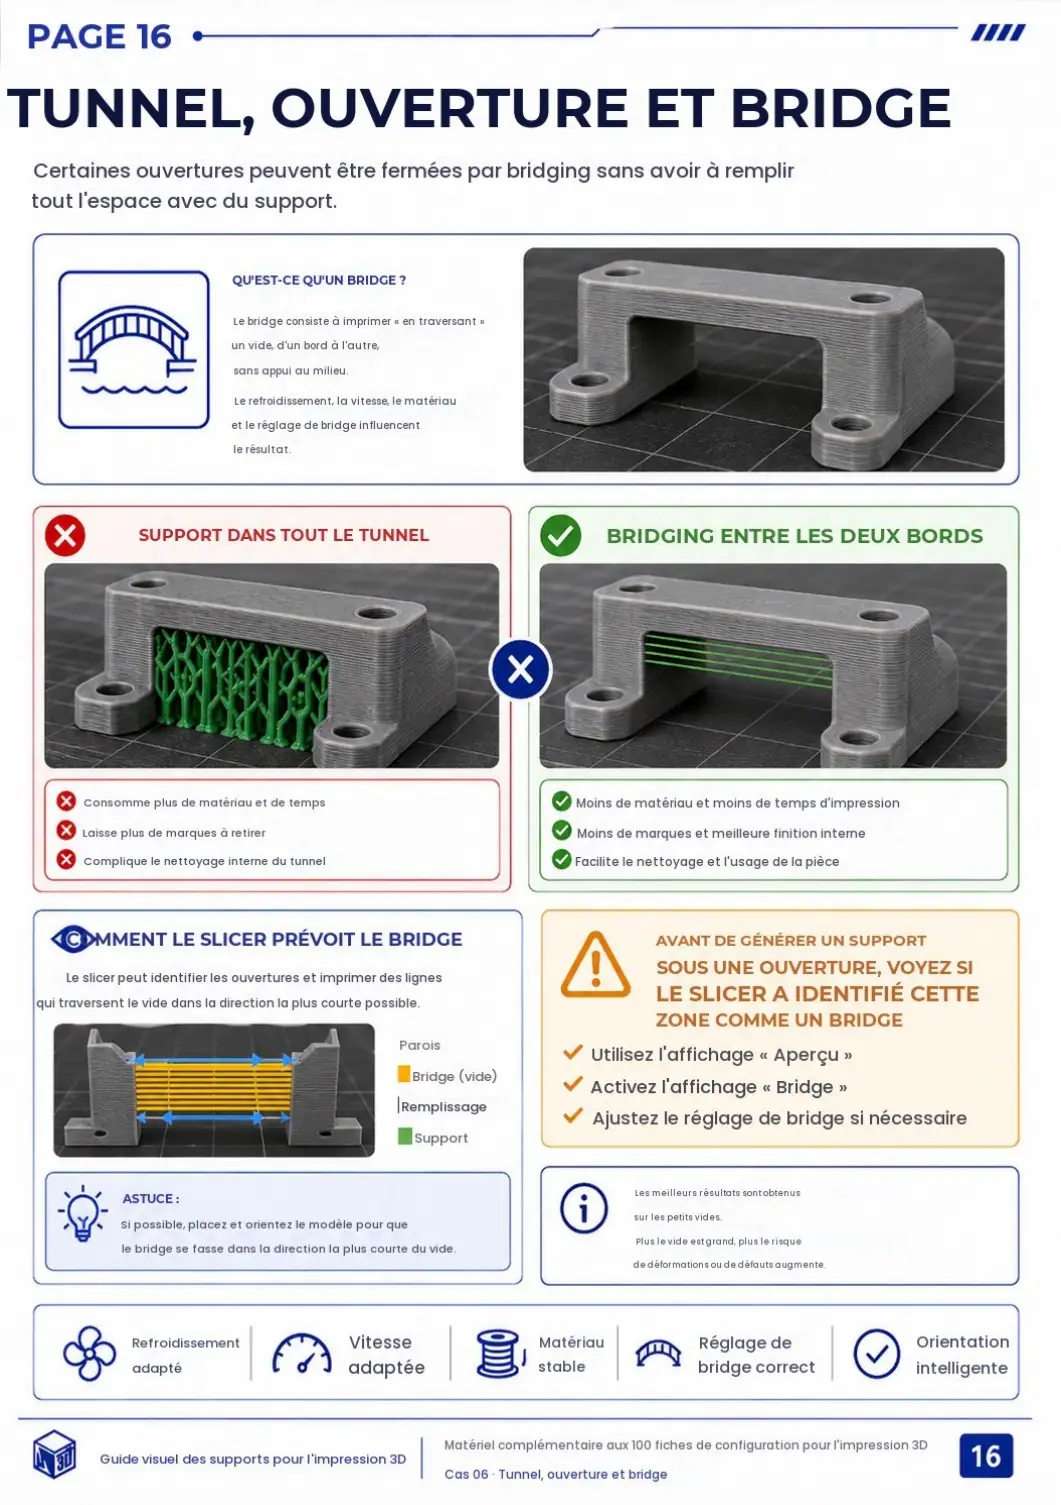 PAGE 16
TUNNEL, OUVERTURE ET BRIDGE
Certaines ouvertures peuvent être fermées par bridging sans avoir à remplir
tout l'espace avec du support.
QU'EST-CE QU'UN BRIDGE ?
Le bridge consiste à imprimer « en traversant »
un vide, d'un bord à l'autre,
sans appui au milieu.
Le refroidissement, la vitesse, le matériau
et le réglage de bridge influencent
le résultat.
SUPPORT DANS TOUT LE TUNNEL
Consomme plus de matériau et de temps
Laisse plus de marques à retirer
Complique le nettoyage interne du tunnel
BRIDGING ENTRE LES DEUX BORDS
Moins de matériau et moins de temps d'impression
Moins de marques et meilleure finition interne
Facilite le nettoyage et l'usage de la pièce
COMMENT LE SLICER PRÉVOIT LE BRIDGE
Le slicer peut identifier les ouvertures et imprimer des lignes
qui traversent le vide dans la direction la plus courte possible.
Parois
Bridge (vide)
Remplissage
Support
ASTUCE :
Si possible, placez et orientez le modèle pour que
le bridge se fasse dans la direction la plus courte du vide.
AVANT DE GÉNÉRER UN SUPPORT
SOUS UNE OUVERTURE, VOYEZ SI
LE SLICER A IDENTIFIÉ CETTE
ZONE COMME UN BRIDGE
Utilisez l'affichage « Aperçu »
Activez l'affichage « Bridge »
Ajustez le réglage de bridge si nécessaire
Les meilleurs résultats sont obtenus
sur les petits vides.
Plus le vide est grand, plus le risque
de déformations ou de défauts augmente.
Refroidissement
adapté
Vitesse
adaptée
Matériau
stable
Réglage de
bridge correct
Orientation
intelligente
3D
Guide visuel des supports pour l'impression 3D
Matériel complémentaire aux 100 fiches de configuration pour l'impression 3D
Cas 06 · Tunnel, ouverture et bridge
16